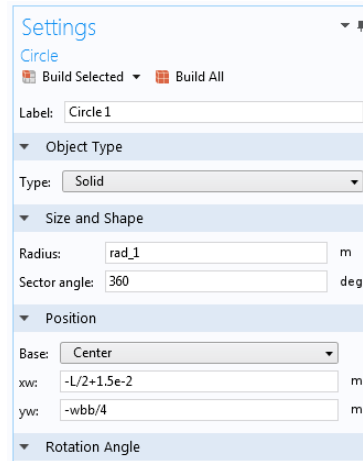 Settings
Circle
Build Selected Build All
Label: Circle 1
Object Type
Type: Solid
Size and Shape
Radius: rad_1 m
Sector angle: 360 deg
Position
Base: Center
xw: -L/2+1.5e-2 m
yw: -wbb/4 m
Rotation Angle